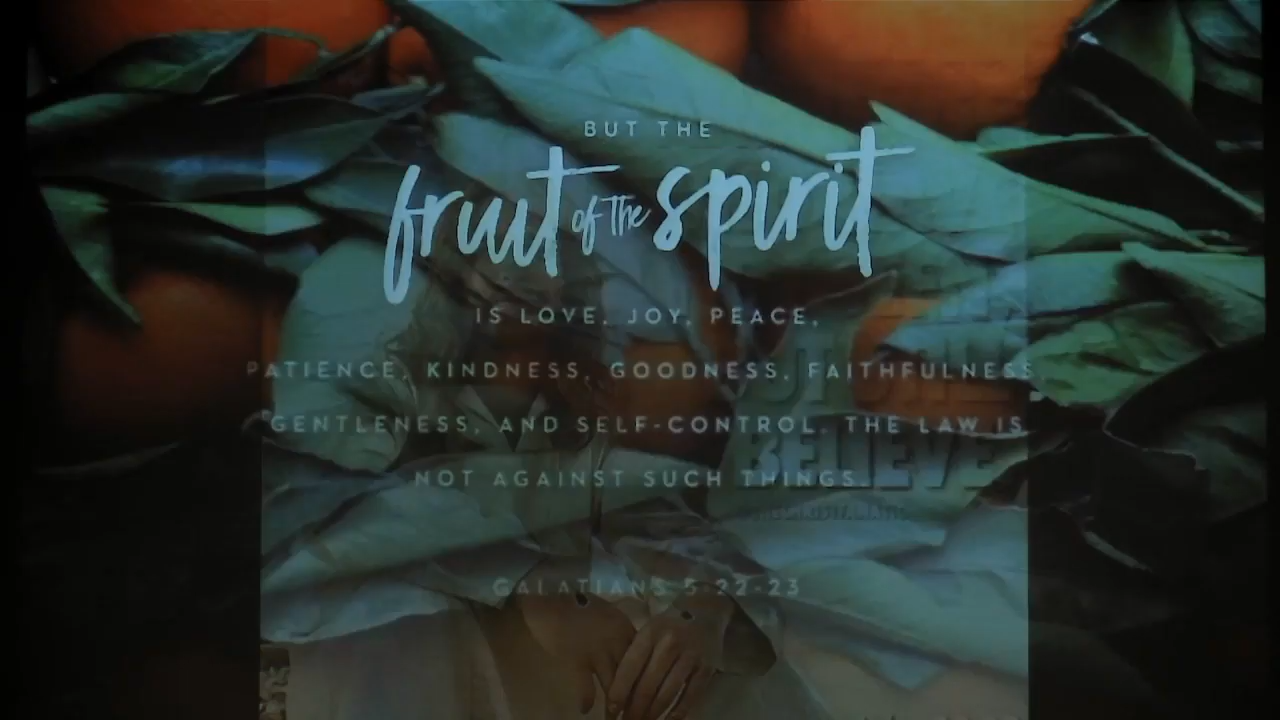 BUT THE
fruit of the spirit
IS LOVE, JOY, PEACE,
PATIENCE, KINDNESS, GOODNESS, FAITHFULNESS
GENTLENESS, AND SELF-CONTROL. THE LAW IS
NOT AGAINST SUCH THINGS.
BELIEVE
GALATIANS 5:22-23